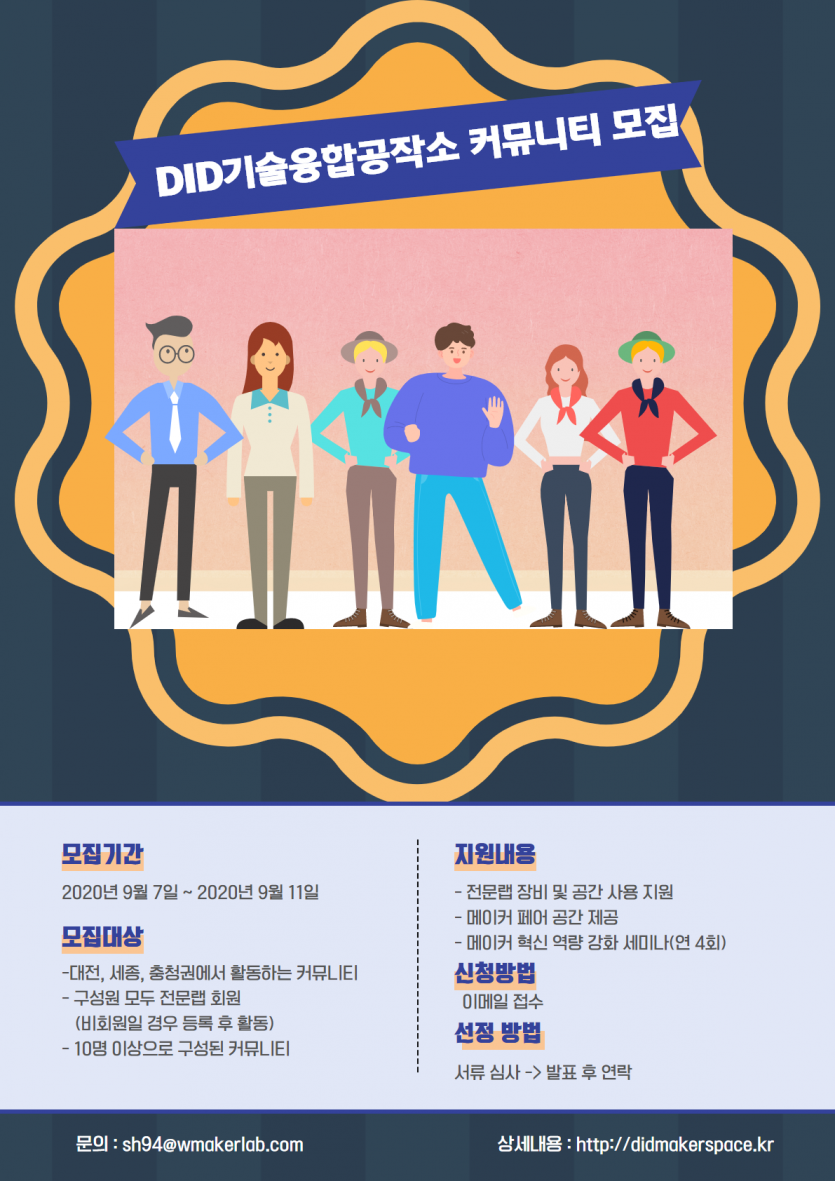 DID기술융합공작소 커뮤니티 모집
모집기간
2020년 9월 7일 ~ 2020년 9월 11일
모집대상
-대전, 세종, 충청권에서 활동하는 커뮤니티
- 구성원 모두 전문랩 회원
(비회원일 경우 등록 후 활동)
- 10명 이상으로 구성된 커뮤니티
지원내용
- 전문랩 장비 및 공간 사용 지원
- 메이커 페어 공간 제공
- 메이커 혁신 역량 강화 세미나(연 4회)
신청방법
이메일 접수
선정 방법
서류 심사 -> 발표 후 연락
문의 : sh94@wmakerlab.com
상세내용 : http://didmakerspace.kr